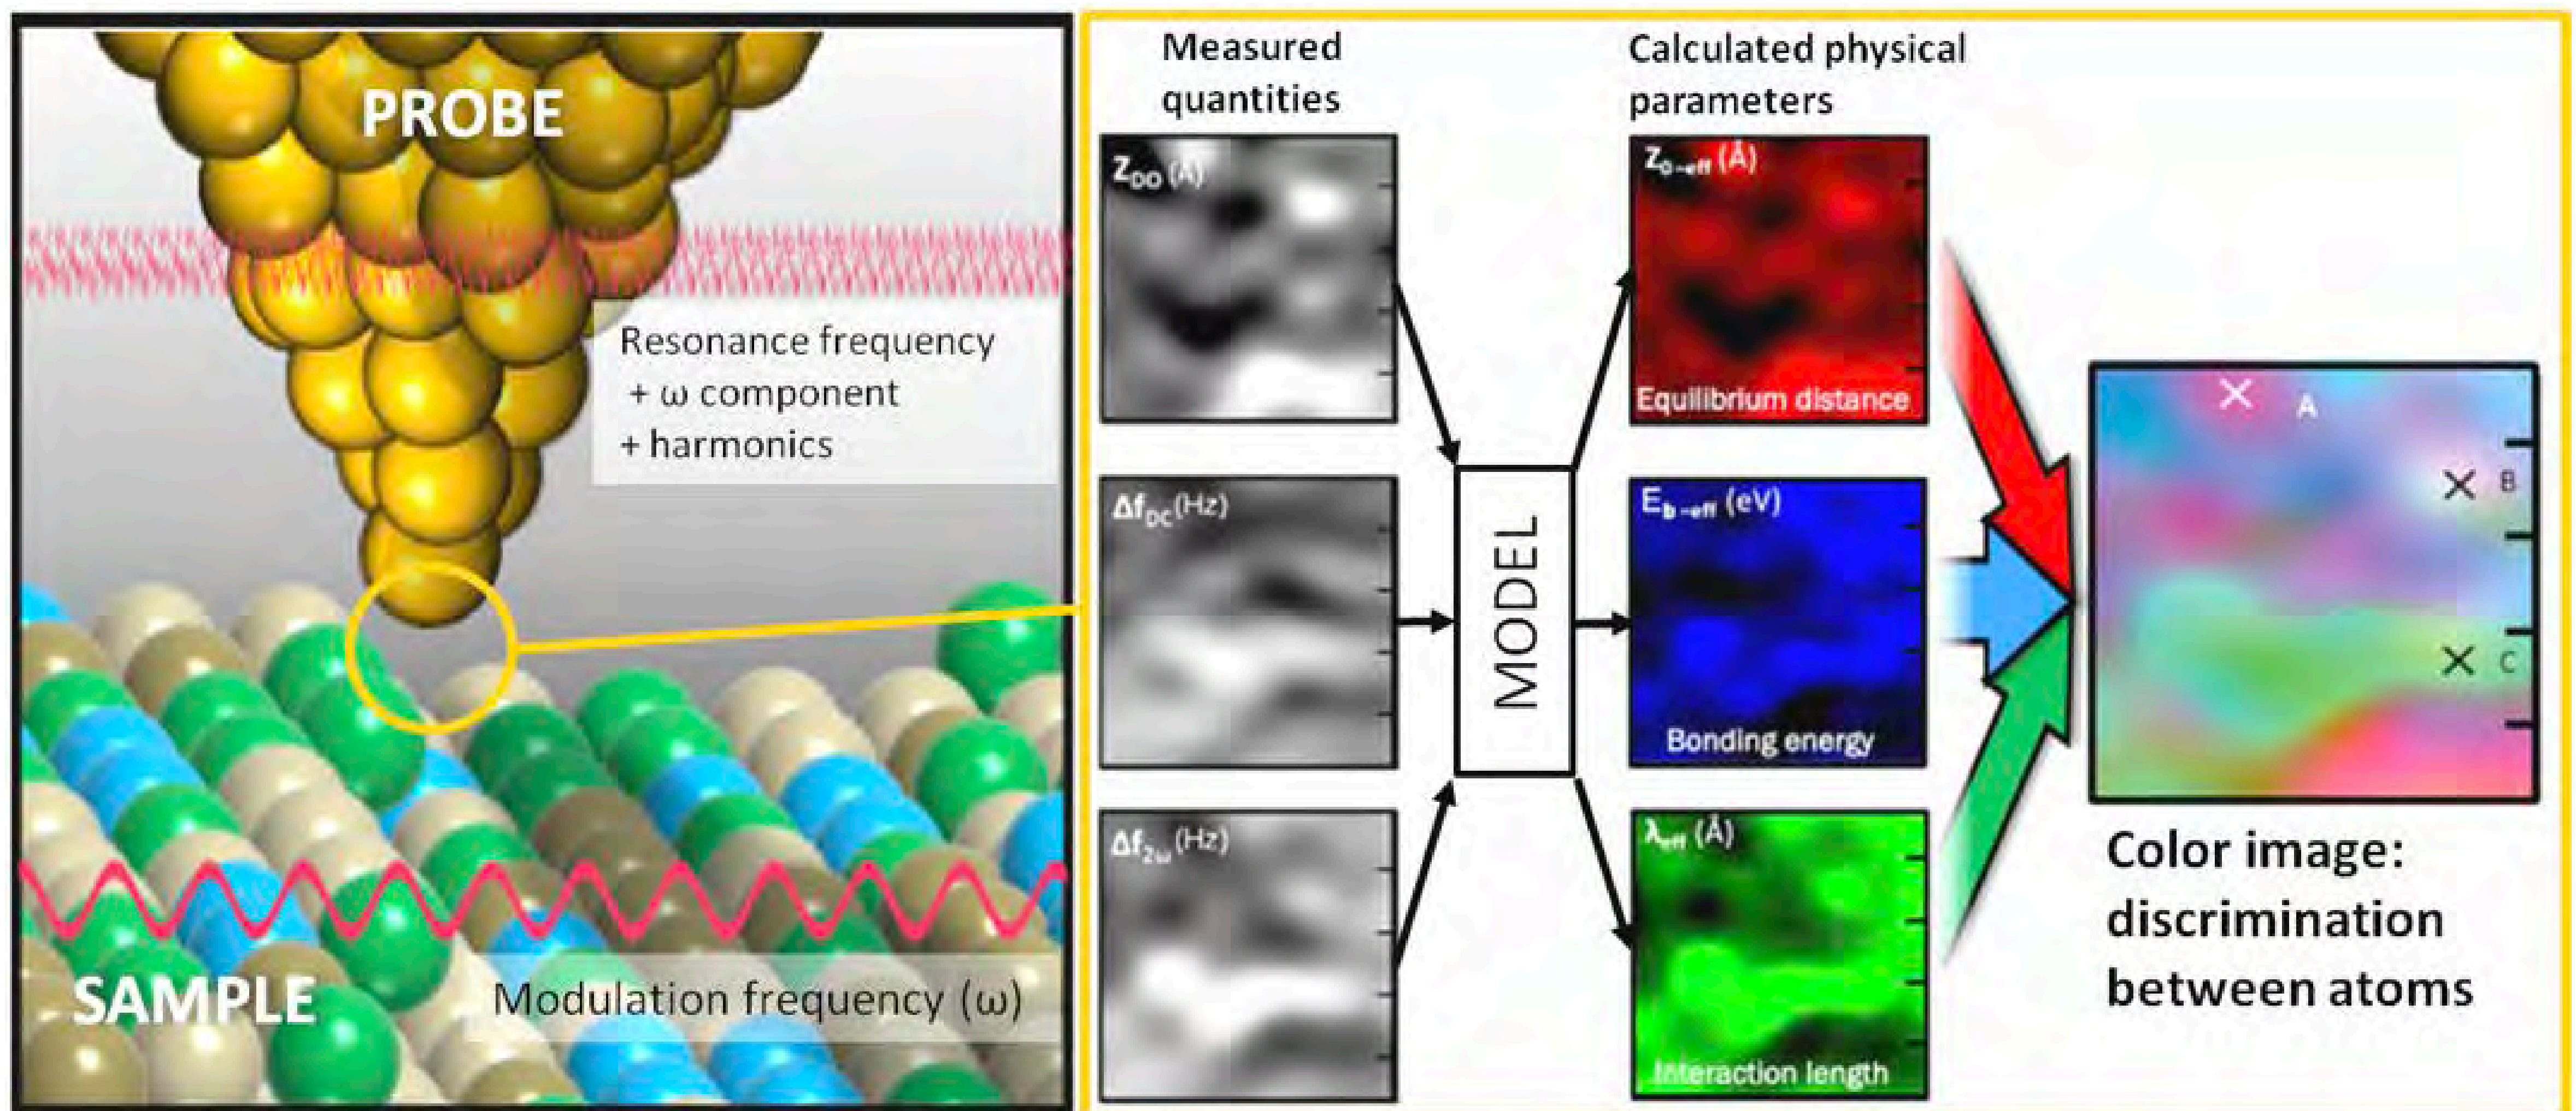 PROBE
Resonance frequency
+ ω component
+ harmonics
SAMPLE
Modulation frequency (ω)
Measured
quantities
Z_DO (Å)
Δf_DC (Hz)
Δf_2ω (Hz)
MODEL
Calculated physical
parameters
Z_0-eff (Å)
Equilibrium distance
E_b-eff (eV)
Bonding energy
λ_eff (Å)
Interaction length
A
B
C
Color image:
discrimination
between atoms